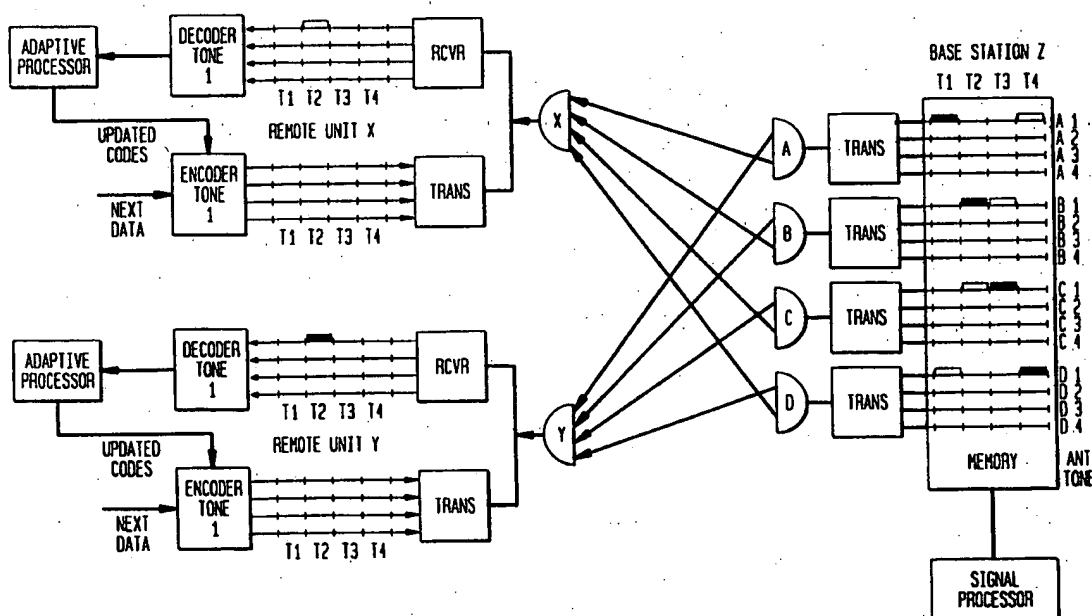 ADAPTIVE
PROCESSOR
DECODER
TONE
1
RCVR
T1 T2 T3 T4
REMOTE UNIT X
UPDATED
CODES
ENCODER
TONE
1
TRANS
NEXT
DATA
T1 T2 T3 T4
X
ADAPTIVE
PROCESSOR
DECODER
TONE
1
RCVR
T1 T2 T3 T4
REMOTE UNIT Y
UPDATED
CODES
ENCODER
TONE
1
TRANS
NEXT
DATA
T1 T2 T3 T4
Y
BASE STATION Z
T1 T2 T3 T4
A
TRANS
A 1
A 2
A 3
A 4
B
TRANS
B 1
B 2
B 3
B 4
C
TRANS
C 1
C 2
C 3
C 4
D
TRANS
D 1
D 2
D 3
D 4
MEMORY
ANT
TONE
SIGNAL
PROCESSOR